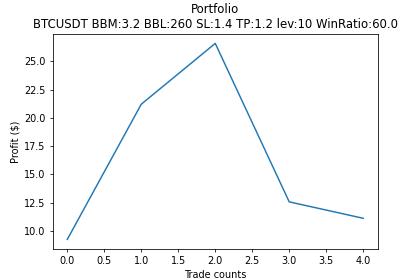 Portfolio
BTCUSDT BBM:3.2 BBL:260 SL:1.4 TP:1.2 lev:10 WinRatio:60.0
25.0
22.5
20.0
17.5
15.0
12.5
10.0
Profit ($)
0.0 0.5 1.0 1.5 2.0 2.5 3.0 3.5 4.0
Trade counts